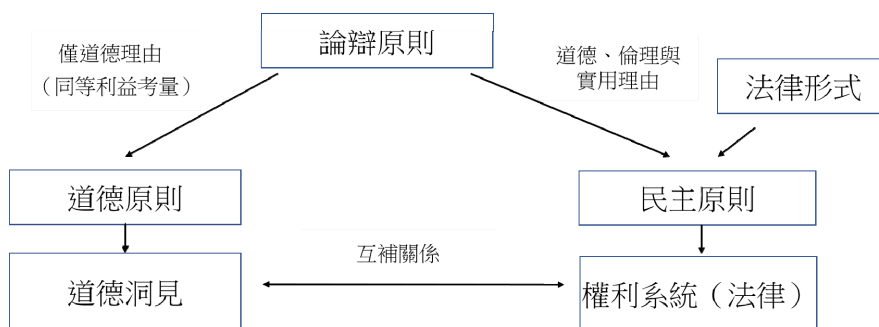 論辯原則
僅道德理由
（同等利益考量）
道德、倫理與
實用理由
法律形式
道德原則
民主原則
互補關係
道德洞見
權利系統（法律）